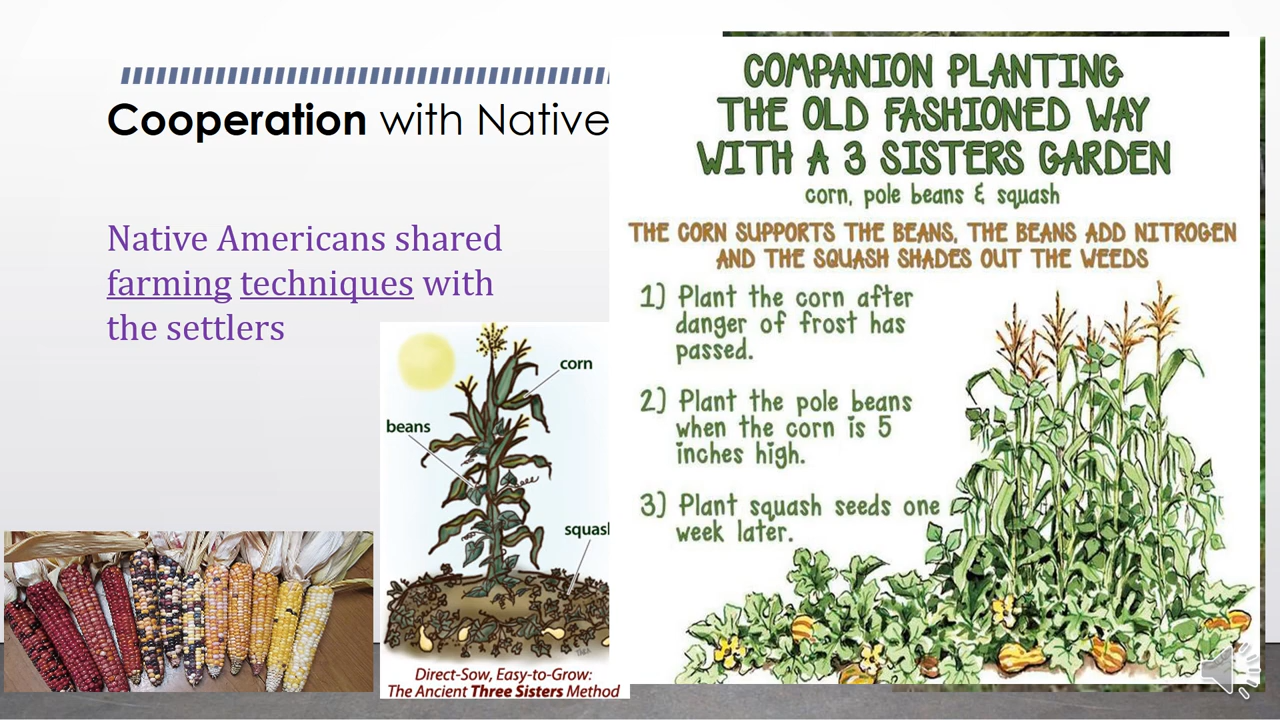 Cooperation with Native
Native Americans shared
farming techniques with
the settlers
corn
beans
squash
Direct-Sow, Easy-to-Grow:
The Ancient Three Sisters Method
COMPANION PLANTING
THE OLD FASHIONED WAY
WITH A 3 SISTERS GARDEN
corn, pole beans & squash
THE CORN SUPPORTS THE BEANS, THE BEANS ADD NITROGEN
AND THE SQUASH SHADES OUT THE WEEDS
1) Plant the corn after
danger of frost has
passed.
2) Plant the pole beans
when the corn is 5
inches high.
3) Plant squash seeds one
week later.